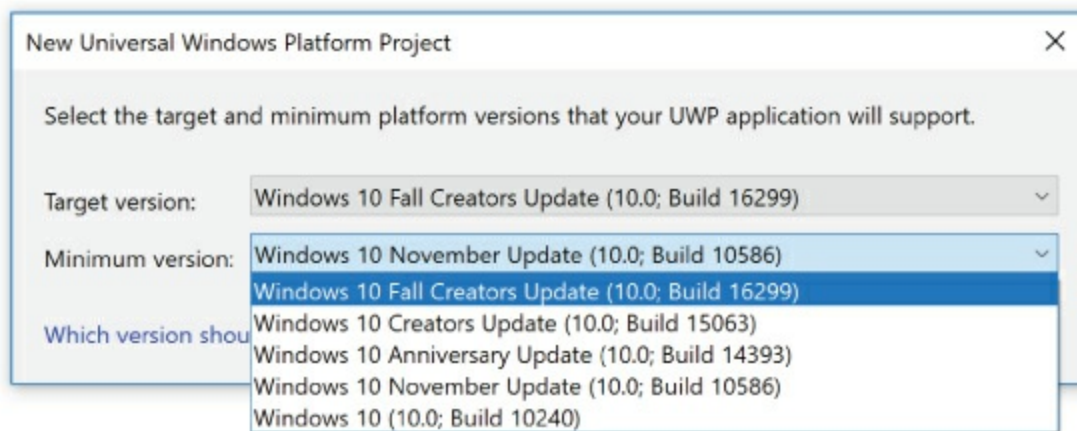 New Universal Windows Platform Project
Select the target and minimum platform versions that your UWP application will support.
Target version: Windows 10 Fall Creators Update (10.0; Build 16299)
Minimum version: Windows 10 November Update (10.0; Build 10586)
Windows 10 Fall Creators Update (10.0; Build 16299)
Windows 10 Creators Update (10.0; Build 15063)
Which version shou
Windows 10 Anniversary Update (10.0; Build 14393)
Windows 10 November Update (10.0; Build 10586)
Windows 10 (10.0; Build 10240)